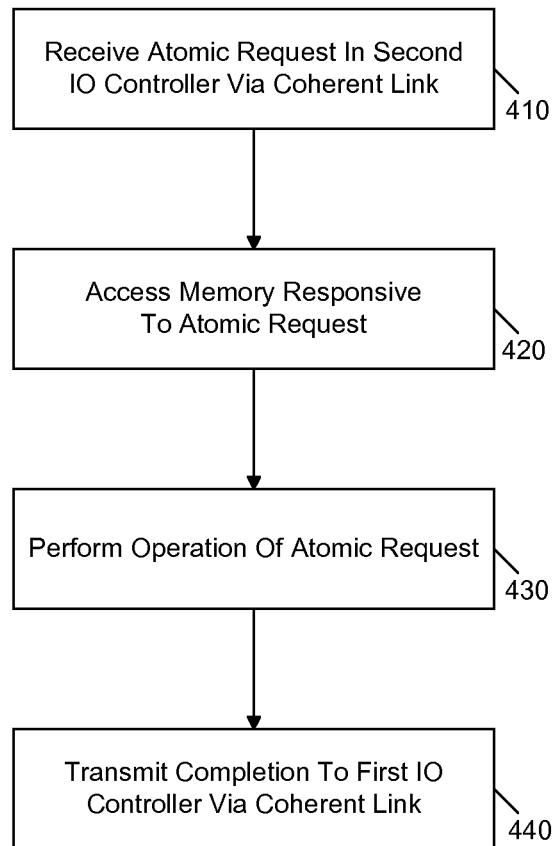 Receive Atomic Request In Second
IO Controller Via Coherent Link
410
Access Memory Responsive
To Atomic Request
420
Perform Operation Of Atomic Request
430
Transmit Completion To First IO
Controller Via Coherent Link
440